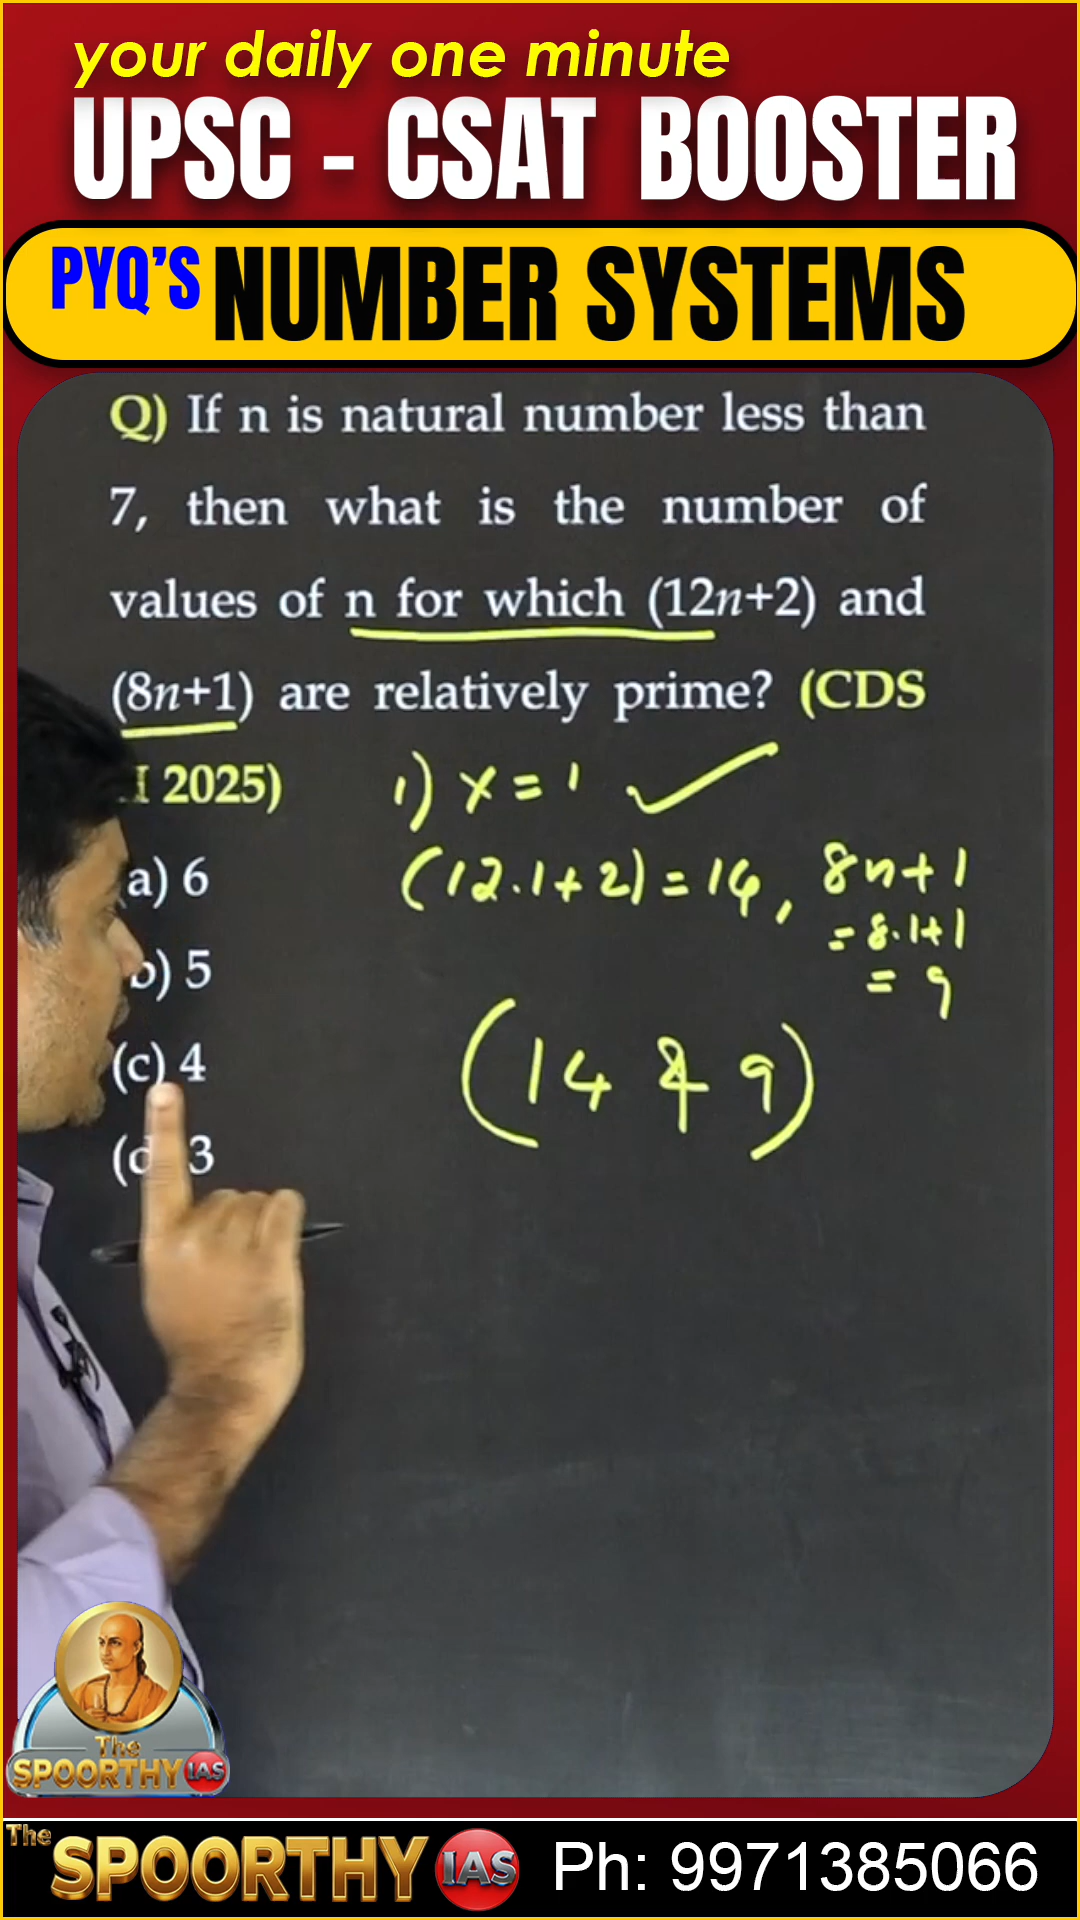 your daily one minute
UPSC - CSAT BOOSTER
PYQ'S NUMBER SYSTEMS
Q) If n is natural number less than
7, then what is the number of
values of n for which (12n+2) and
(8n+1) are relatively prime? (CDS
I 2025)
1) x = 1 ✓
a) 6
(12.1+2) = 14, 8n+1
= 8.1+1
b) 5
= 9
(c) 4
(14 & 9)
(d 3
The
SPOORTHY IAS
The SPOORTHY IAS Ph: 9971385066